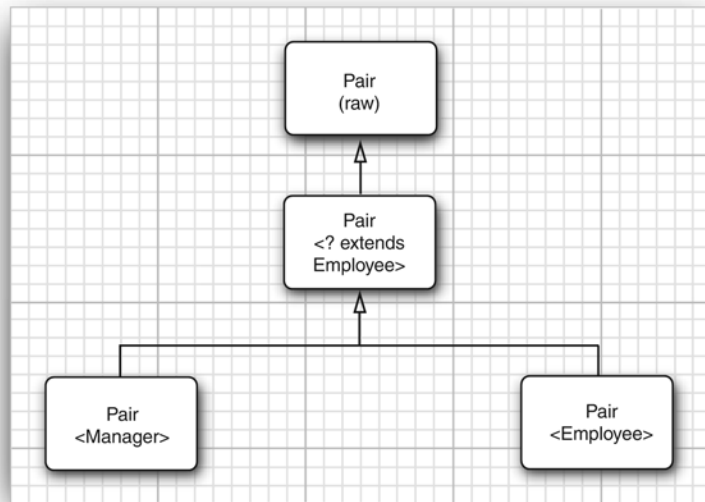 Pair
(raw)
Pair
<? extends
Employee>
Pair
<Manager>
Pair
<Employee>